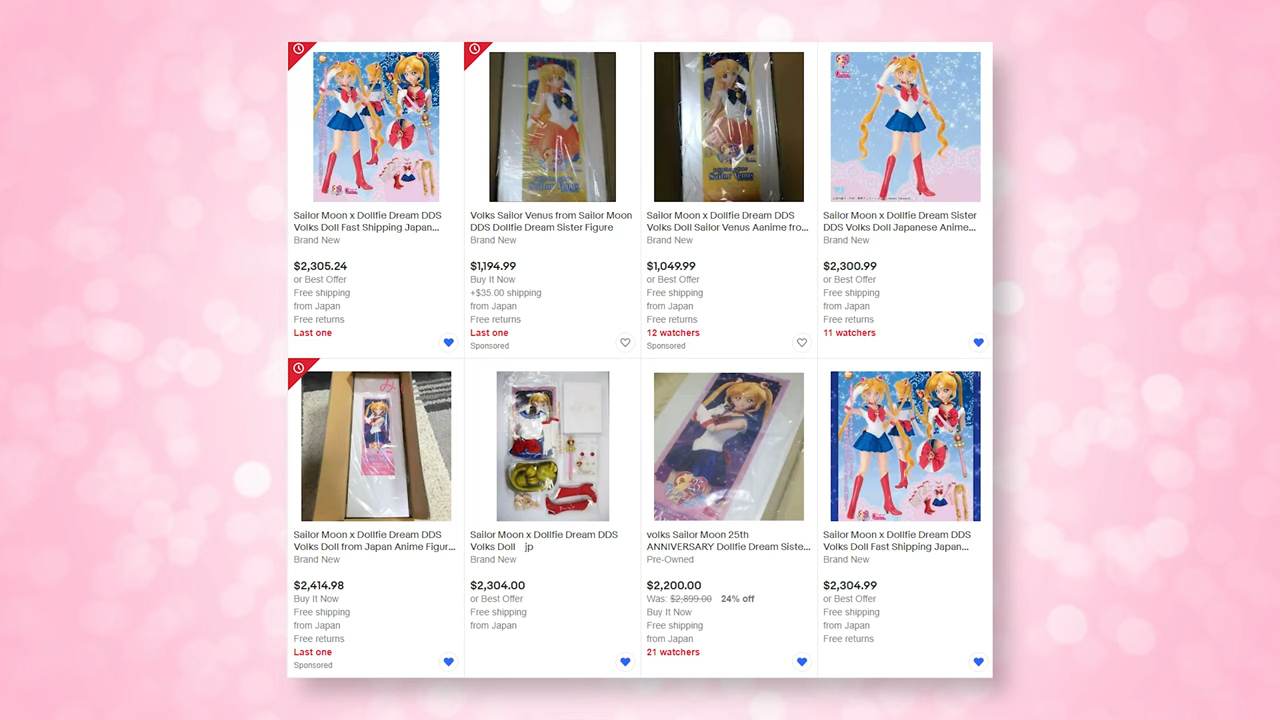 Sailor Moon x Dollfie Dream DDS
Volks Doll Fast Shipping Japan...
Brand New
$2,305.24
or Best Offer
Free shipping
from Japan
Free returns
Last one
Volks Sailor Venus from Sailor Moon
DDS Dollfie Dream Sister Figure
Brand New
$1,194.99
Buy It Now
+$35.00 shipping
from Japan
Free returns
Last one
Sponsored
Sailor Moon x Dollfie Dream DDS
Volks Doll Sailor Venus Aanime fro...
Brand New
$1,049.99
or Best Offer
Free shipping
from Japan
Free returns
12 watchers
Sponsored
Sailor Moon x Dollfie Dream Sister
DDS Volks Doll Japanese Anime...
Brand New
$2,300.99
or Best Offer
Free shipping
from Japan
Free returns
11 watchers
Sailor Moon x Dollfie Dream DDS
Volks Doll from Japan Anime Figur...
Brand New
$2,414.98
Buy It Now
Free shipping
from Japan
Free returns
Last one
Sponsored
Sailor Moon x Dollfie Dream DDS
Volks Doll jp
Brand New
$2,304.00
or Best Offer
Free shipping
from Japan
volks Sailor Moon 25th
ANNIVERSARY Dollfie Dream Siste...
Pre-Owned
$2,200.00
Was: $2,899.00 24% off
Buy It Now
Free shipping
from Japan
21 watchers
Sailor Moon x Dollfie Dream DDS
Volks Doll Fast Shipping Japan...
Brand New
$2,304.99
or Best Offer
Free shipping
from Japan
Free returns